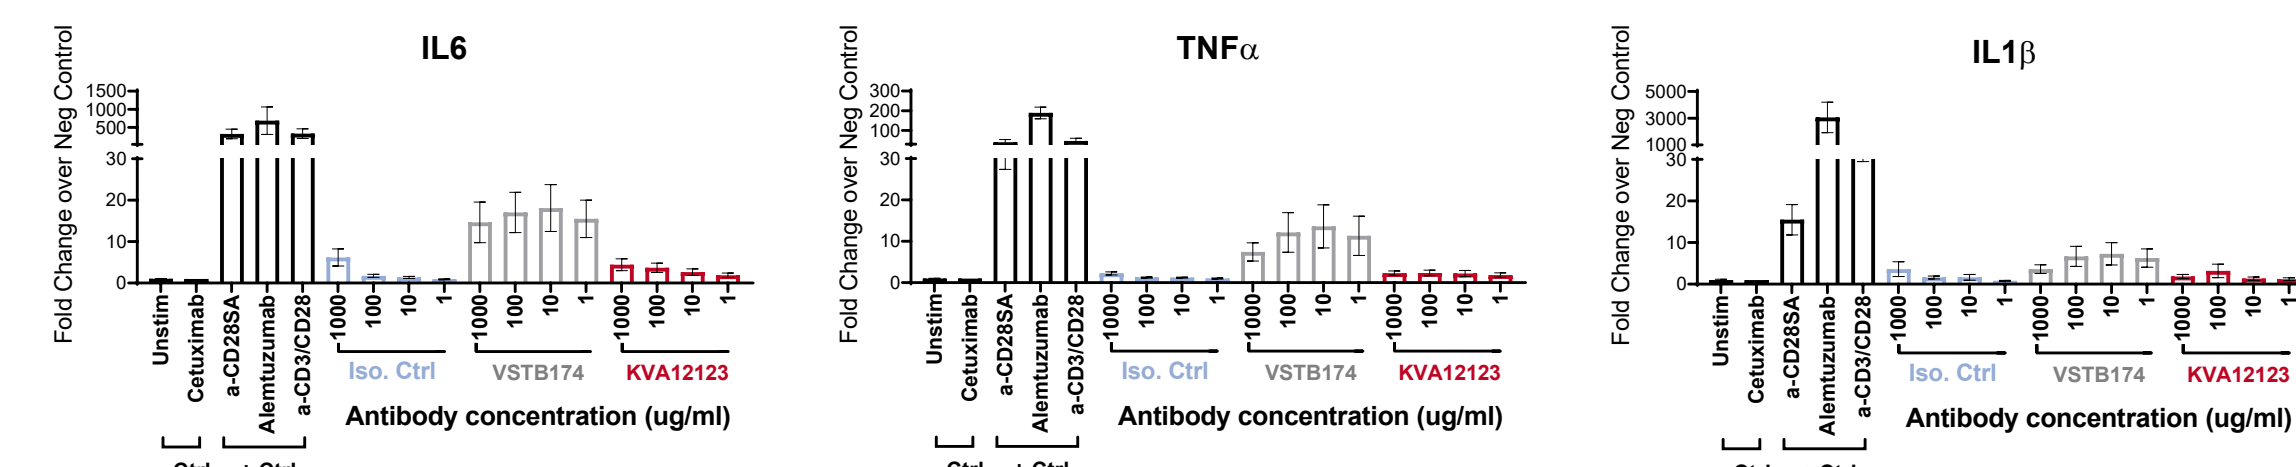 IL6
Fold Change over Neg Control
1500
1000
500
30
20
10
0
Unstim
Cetuximab
a-CD28SA
Alemtuzumab
a-CD3/CD28
1000
100
10
1
1000
100
10
1
1000
100
10
1
Iso. Ctrl
VSTB174
KVA12123
Antibody concentration (ug/ml)
TNFα
Fold Change over Neg Control
300
200
100
30
20
10
0
Unstim
Cetuximab
a-CD28SA
Alemtuzumab
a-CD3/CD28
1000
100
10
1
1000
100
10
1
1000
100
10
1
Iso. Ctrl
VSTB174
KVA12123
Antibody concentration (ug/ml)
IL1β
Fold Change over Neg Control
5000
3000
1000
30
20
10
0
Unstim
Cetuximab
a-CD28SA
Alemtuzumab
a-CD3/CD28
1000
100
10
1
1000
100
10
1
1000
100
10
1
Iso. Ctrl
VSTB174
KVA12123
Antibody concentration (ug/ml)